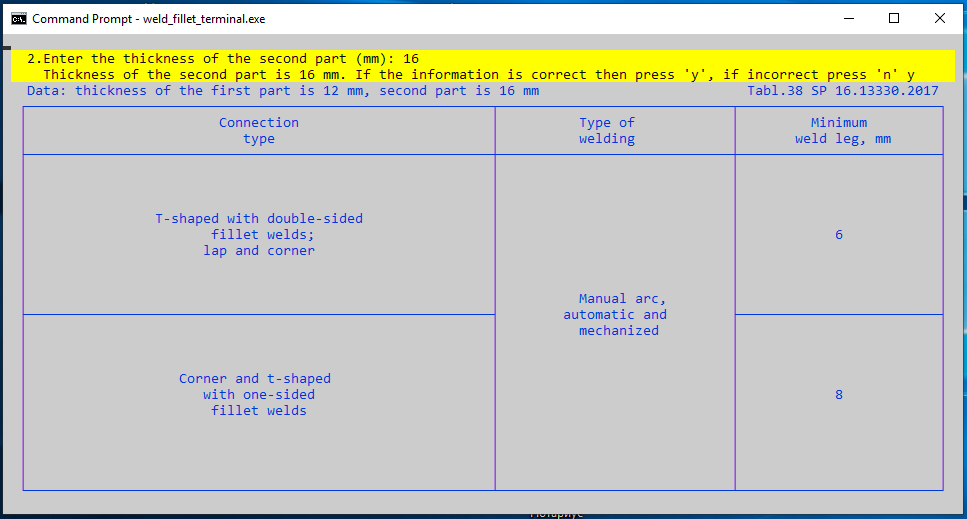 Command Prompt - weld_fillet_terminal.exe
2.Enter the thickness of the second part (mm): 16
Thickness of the second part is 16 mm. If the information is correct then press 'y', if incorrect press 'n' y
Data: thickness of the first part is 12 mm, second part is 16 mm Tabl.38 SP 16.13330.2017
Connection
type
Type of
welding
Minimum
weld leg, mm
T-shaped with double-sided
fillet welds;
lap and corner
6
Manual arc,
automatic and
mechanized
Corner and t-shaped
with one-sided
fillet welds
8